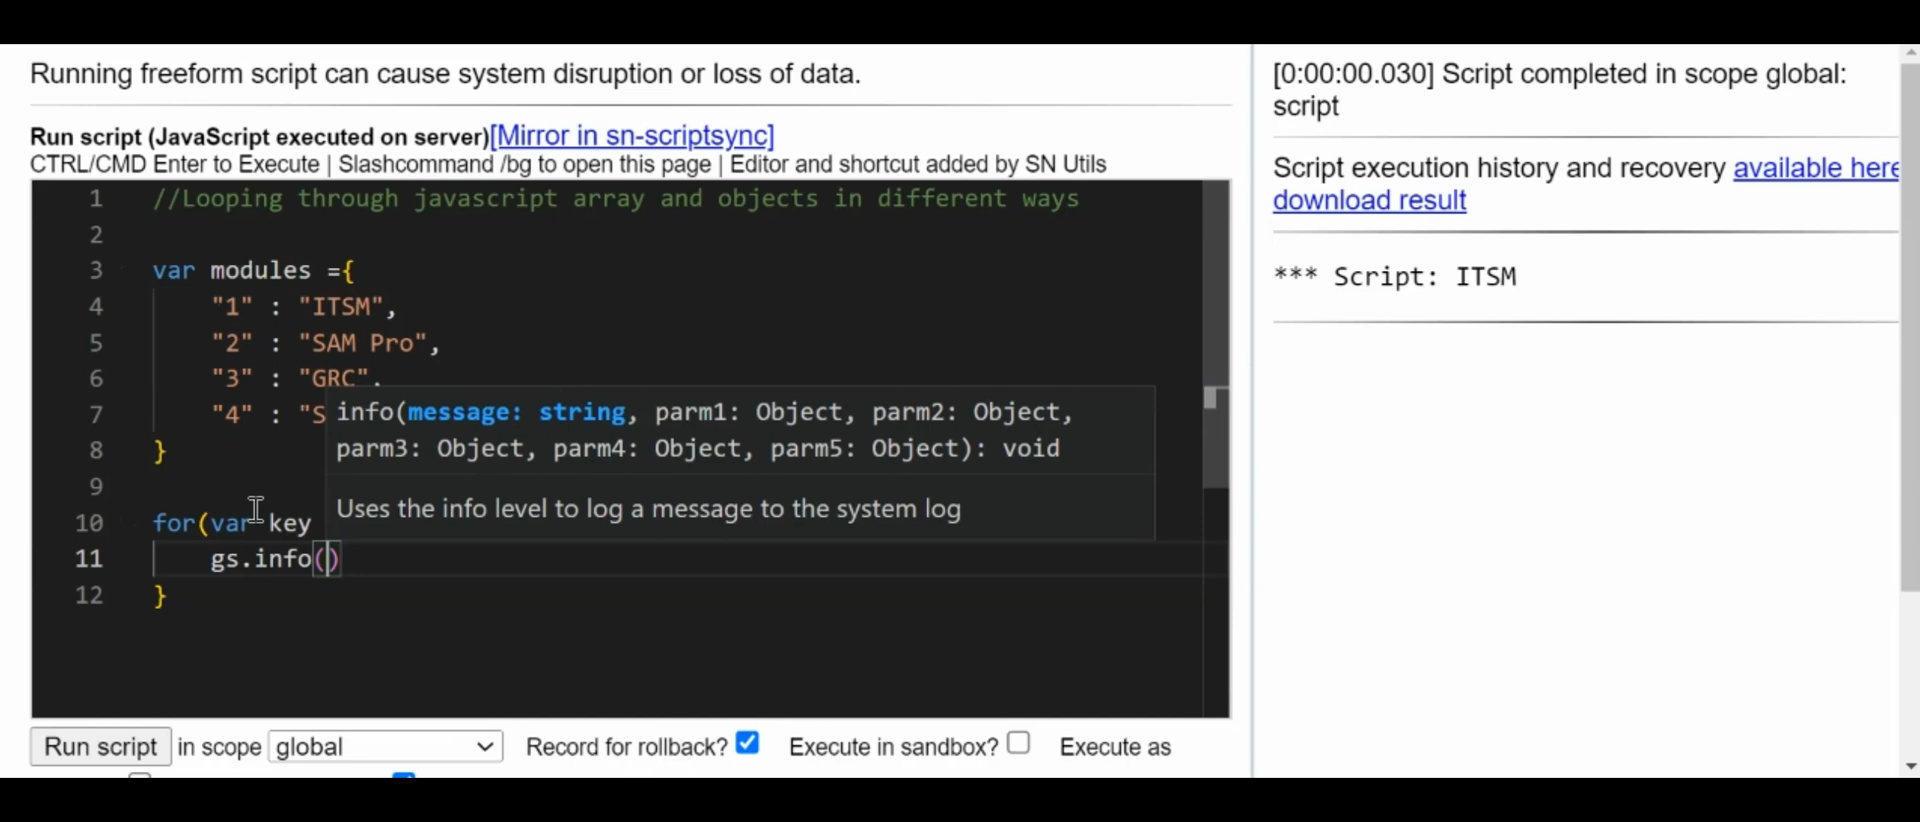 Running freeform script can cause system disruption or loss of data.
Run script (JavaScript executed on server)[Mirror in sn-scriptsync]
CTRL/CMD Enter to Execute | Slashcommand /bg to open this page | Editor and shortcut added by SN Utils
1 //Looping through javascript array and objects in different ways
2
3 var modules ={
4 "1" : "ITSM",
5 "2" : "SAM Pro",
6 "3" : "GRC",
7 "4" : "S
8 }
9
10 for(var key
11 gs.info()
12 }
info(message: string, parm1: Object, parm2: Object,
parm3: Object, parm4: Object, parm5: Object): void
Uses the info level to log a message to the system log
Run script in scope global Record for rollback? Execute in sandbox? Execute as
[0:00:00.030] Script completed in scope global:
script
Script execution history and recovery available here
download result
*** Script: ITSM